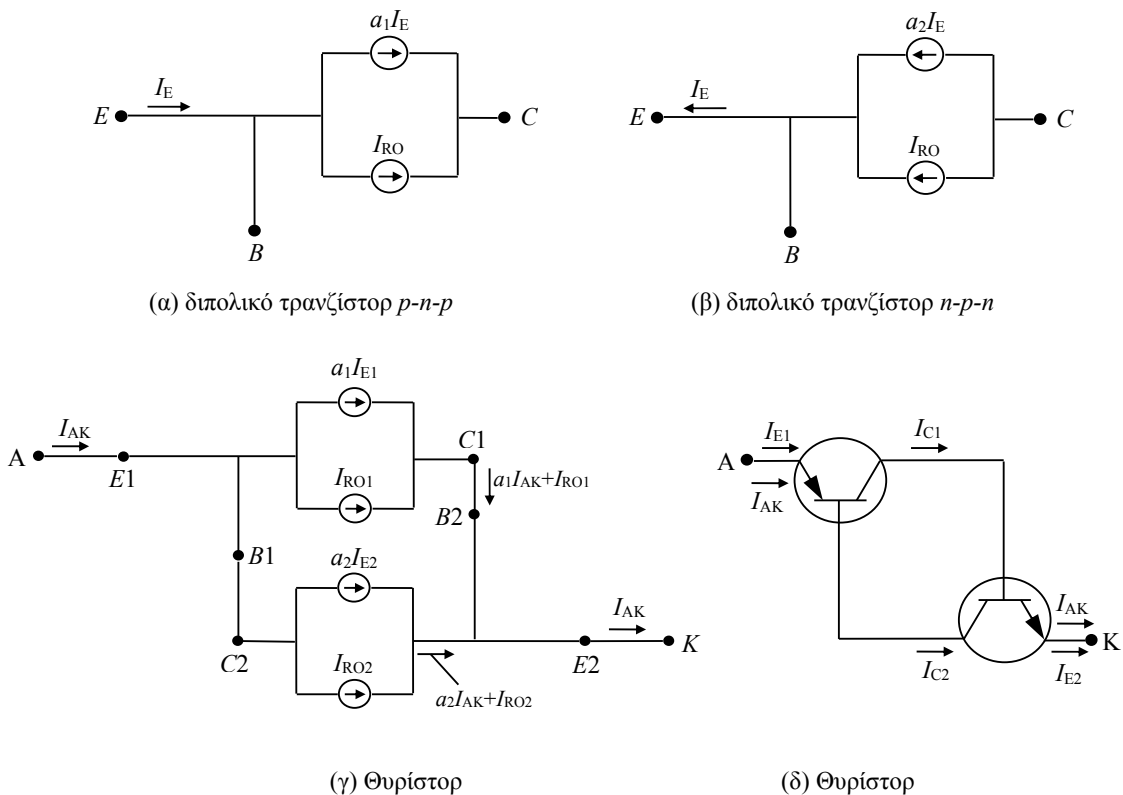 a1IE
a2IE
IE
IE
E
C
E
C
IRO
IRO
B
B
(α) διπολικό τρανζίστορ p-n-p
(β) διπολικό τρανζίστορ n-p-n
a1IE1
IAK
C1
IE1
IC1
A
E1
A
IRO1
a1IAK+IRO1
IAK
B2
B1
a2IE2
IAK
IAK
C2
E2
K
K
IRO2
IC2
IE2
a2IAK+IRO2
(γ) Θυρίστορ
(δ) Θυρίστορ